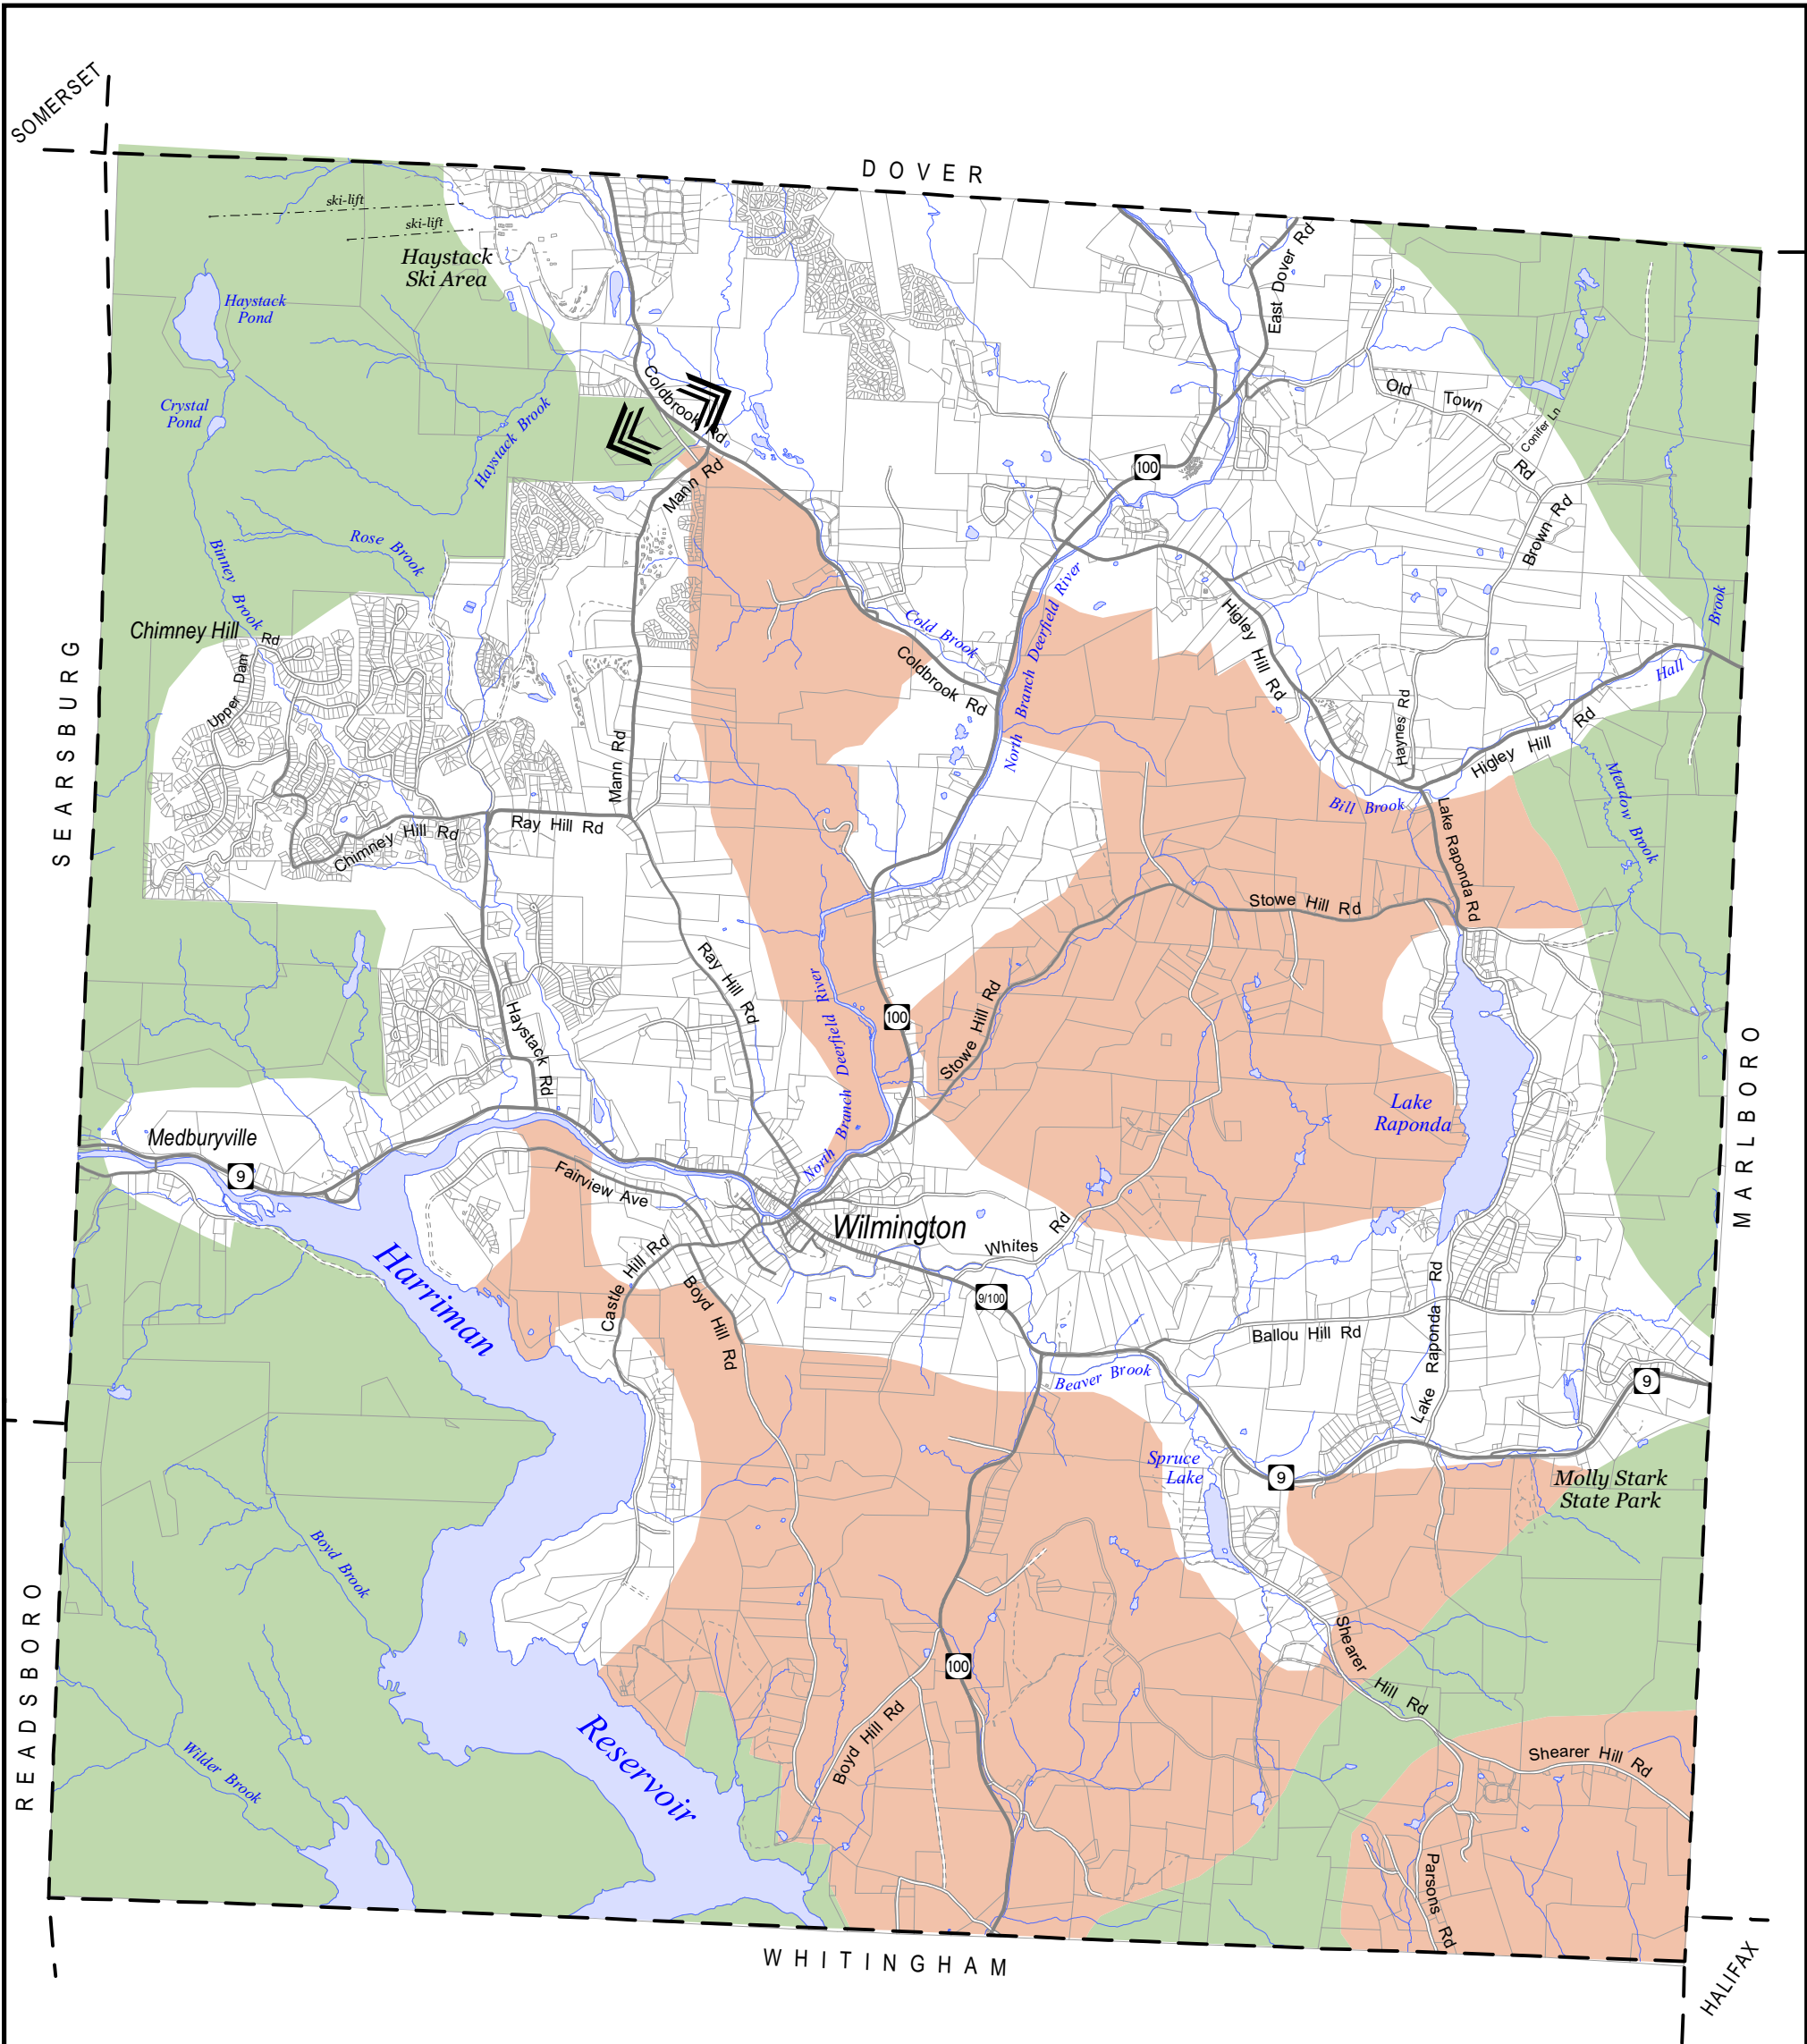 SOMERSET
DOVER
ski-lift
ski-lift
Haystack
Ski Area
East Dover Rd
Haystack
Pond
Coldbrook Rd
Old Town Rd
Conifer Ln
Crystal
Pond
Haystack Brook
Mann Rd
100
Brown Rd
Rose Brook
Binney Brook
North Branch Deerfield River
Higley Hill Rd
Brook
Chimney Hill
Upper Dam Rd
Cold Brook
Coldbrook Rd
Hall
SEARSBURG
Haynes Rd
Higley Hill Rd
Mann Rd
Meadow Brook
Bill Brook
Chimney Hill Rd
Ray Hill Rd
Lake Raponda Rd
Stowe Hill Rd
Ray Hill Rd
North Branch Deerfield River
100
Haystack Rd
Stowe Hill Rd
MARLBORO
Lake
Raponda
Medburyville
9
Fairview Ave
Wilmington
Whites Rd
Castle Hill Rd
Boyd Hill Rd
9/100
Harriman
Ballou Hill Rd
Lake Raponda Rd
Beaver Brook
9
Spruce
Lake
9
Molly Stark
State Park
Boyd Brook
READSBORO
Shearer Hill Rd
100
Boyd Hill Rd
Reservoir
Wilder Brook
Shearer Hill Rd
Parsons Rd
WHITINGHAM
HALIFAX